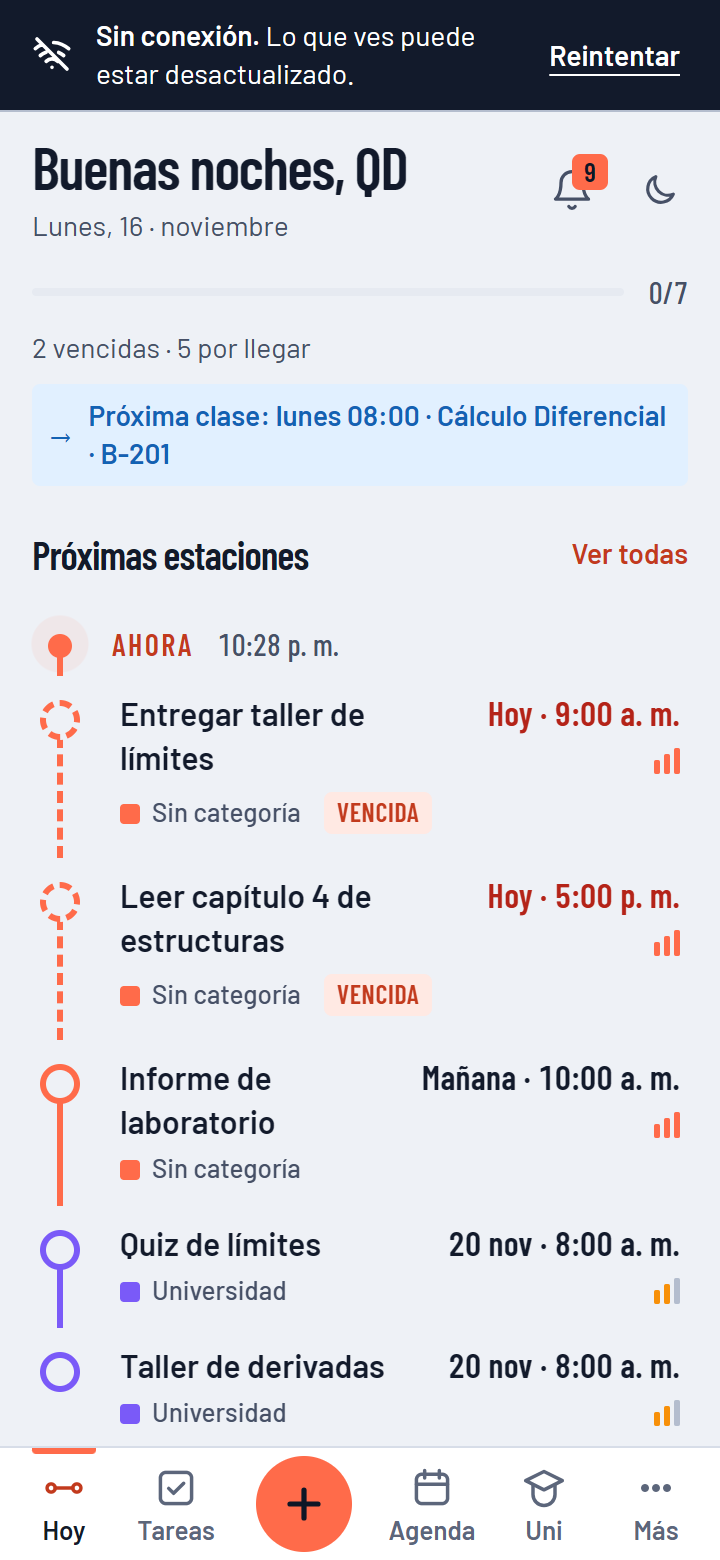 Sin conexión. Lo que ves puede
estar desactualizado.
Reintentar
Buenas noches, QD
9
Lunes, 16 · noviembre
0/7
2 vencidas · 5 por llegar
→ Próxima clase: lunes 08:00 · Cálculo Diferencial
· B-201
Próximas estaciones
Ver todas
AHORA 10:28 p. m.
Entregar taller de
límites
Hoy · 9:00 a. m.
Sin categoría VENCIDA
Leer capítulo 4 de
estructuras
Hoy · 5:00 p. m.
Sin categoría VENCIDA
Informe de
laboratorio
Mañana · 10:00 a. m.
Sin categoría
Quiz de límites
20 nov · 8:00 a. m.
Universidad
Taller de derivadas
20 nov · 8:00 a. m.
Universidad
Hoy
Tareas
Agenda
Uni
Más